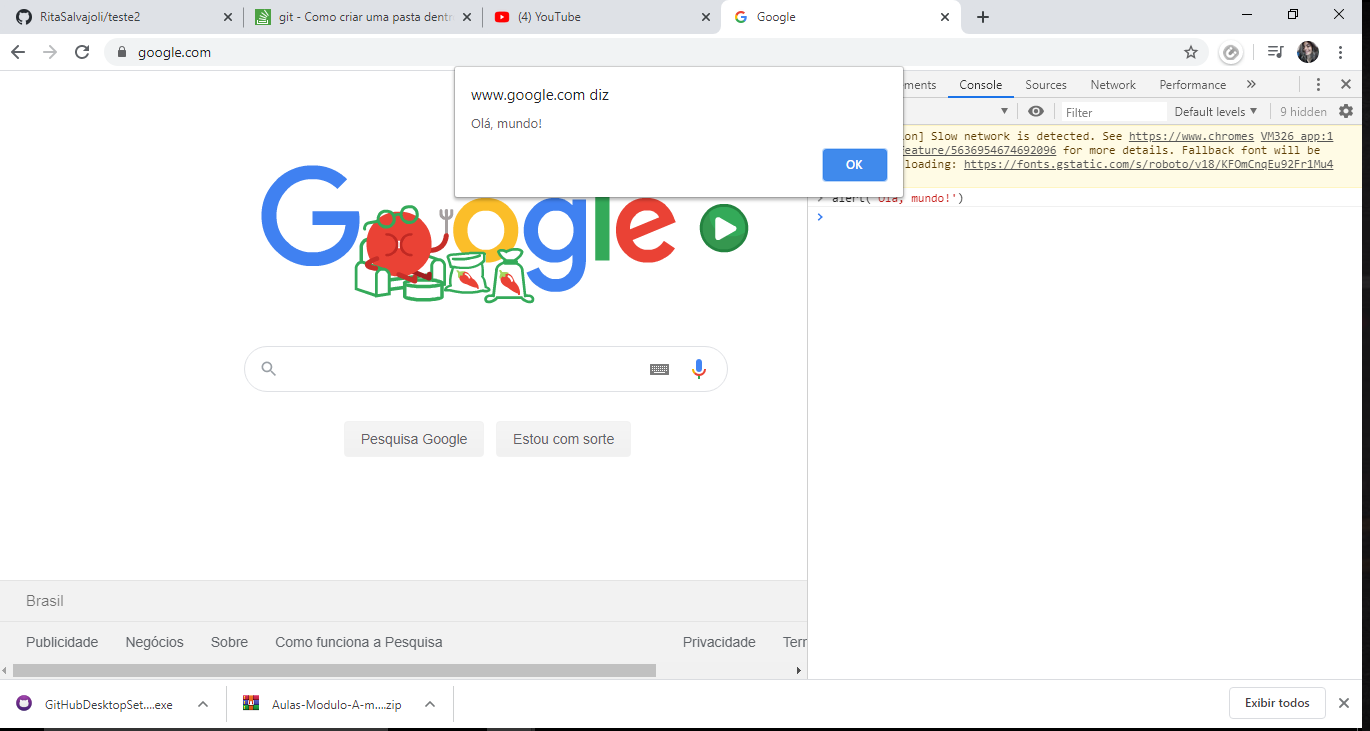 RitaSalvajoli/teste2
git - Como criar uma pasta dentr
(4) YouTube
Google
google.com
www.google.com diz
Olá, mundo!
OK
ments
Console
Sources
Network
Performance
Filter
Default levels
9 hidden
on] Slow network is detected. See https://www.chromes VM326 app:1
feature/5636954674692096 for more details. Fallback font will be
loading: https://fonts.gstatic.com/s/roboto/v18/KFOmCnqEu92Fr1Mu4
alert('Olá, mundo!')
Google
Pesquisa Google
Estou com sorte
Brasil
Publicidade
Negócios
Sobre
Como funciona a Pesquisa
Privacidade
Terr
GitHubDesktopSet....exe
Aulas-Modulo-A-m....zip
Exibir todos